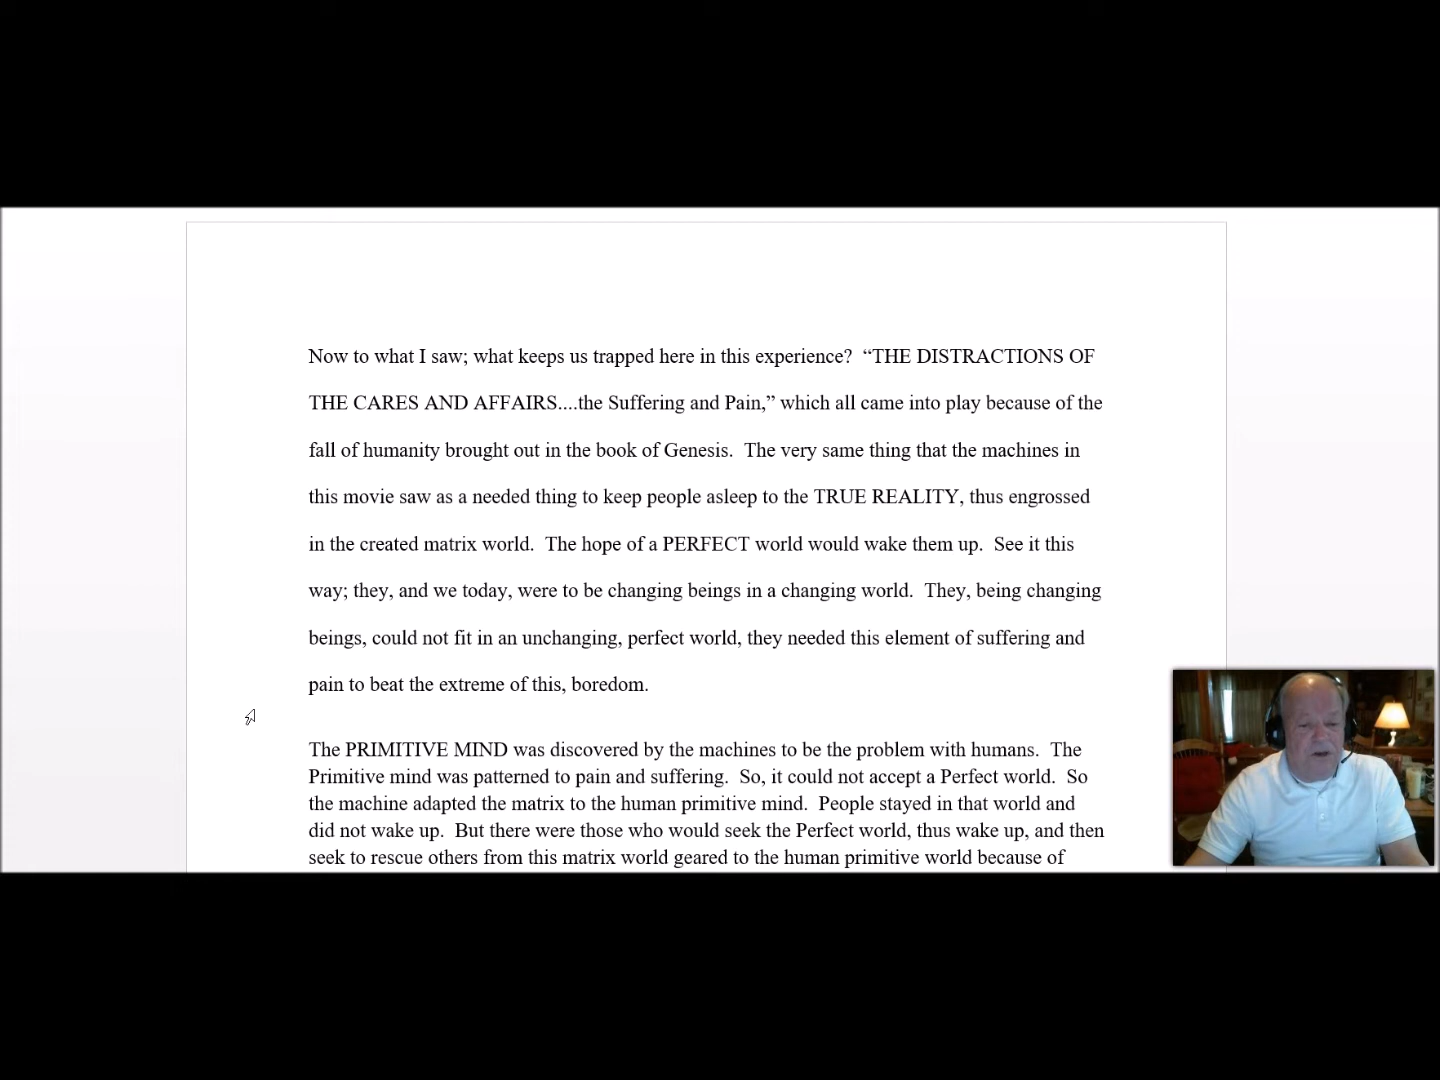 Now to what I saw; what keeps us trapped here in this experience?  “THE DISTRACTIONS OF
THE CARES AND AFFAIRS....the Suffering and Pain,” which all came into play because of the
fall of humanity brought out in the book of Genesis.  The very same thing that the machines in
this movie saw as a needed thing to keep people asleep to the TRUE REALITY, thus engrossed
in the created matrix world.  The hope of a PERFECT world would wake them up.  See it this
way; they, and we today, were to be changing beings in a changing world.  They, being changing
beings, could not fit in an unchanging, perfect world, they needed this element of suffering and
pain to beat the extreme of this, boredom.
The PRIMITIVE MIND was discovered by the machines to be the problem with humans.  The
Primitive mind was patterned to pain and suffering.  So, it could not accept a Perfect world.  So
the machine adapted the matrix to the human primitive mind.  People stayed in that world and
did not wake up.  But there were those who would seek the Perfect world, thus wake up, and then
seek to rescue others from this matrix world geared to the human primitive world because of